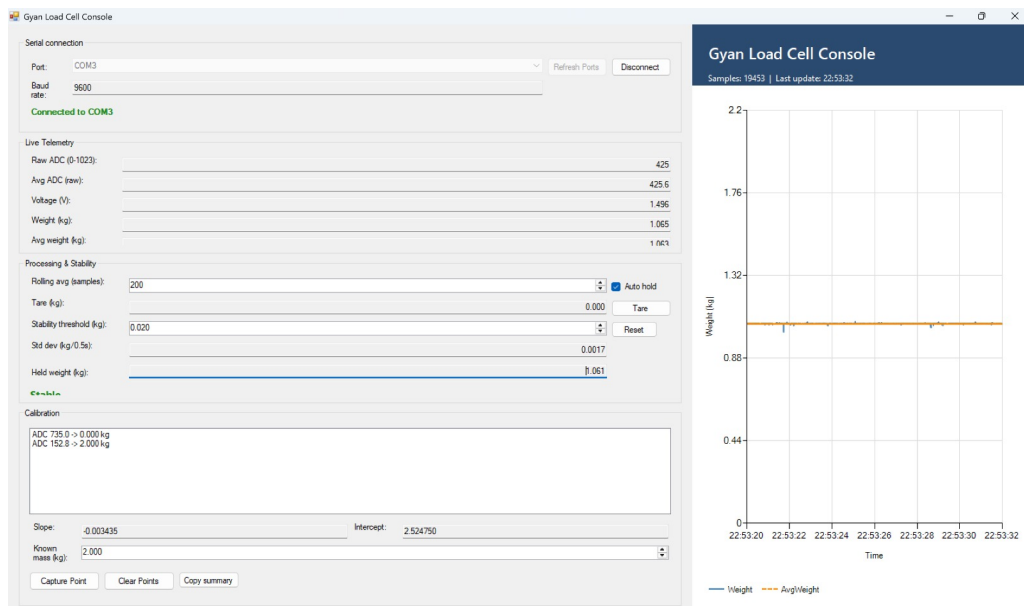 Gyan Load Cell Console
Serial connection
Port: COM3 Refresh Ports Disconnect
Baud rate: 9600
Connected to COM3
Live Telemetry
Raw ADC (0-1023): 425
Avg ADC (raw): 425.6
Voltage (V): 1.496
Weight (kg): 1.065
Avg weight (kg): 1.063
Processing & Stability
Rolling avg (samples): 200 Auto hold
Tare (kg): 0.000 Tare
Stability threshold (kg): 0.020 Reset
Std dev (kg/0.5s): 0.0017
Held weight (kg): 1.061
Stable
Calibration
ADC 735.0 -> 0.000 kg
ADC 152.8 -> 2.000 kg
Slope: -0.003435 Intercept: 2.524750
Known mass (kg): 2.000
Capture Point Clear Points Copy summary
Gyan Load Cell Console
Samples: 19453 | Last update: 22:53:32
2.2
1.76
1.32
0.88
0.44
0
Weight (kg)
22:53:20 22:53:22 22:53:24 22:53:26 22:53:28 22:53:30 22:53:32
Time
Weight AvgWeight